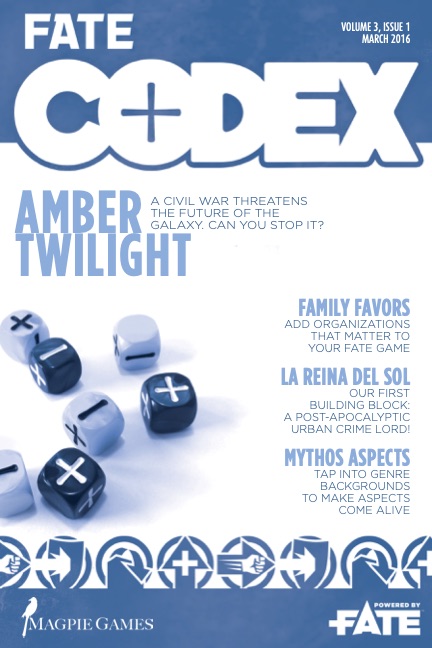 FATE
VOLUME 3, ISSUE 1
MARCH 2016
CODEX
AMBER
TWILIGHT
A CIVIL WAR THREATENS
THE FUTURE OF THE
GALAXY. CAN YOU STOP IT?
FAMILY FAVORS
ADD ORGANIZATIONS
THAT MATTER TO
YOUR FATE GAME
LA REINA DEL SOL
OUR FIRST
BUILDING BLOCK:
A POST-APOCALYPTIC
URBAN CRIME LORD!
MYTHOS ASPECTS
TAP INTO GENRE
BACKGROUNDS
TO MAKE ASPECTS
COME ALIVE
MAGPIE GAMES
POWERED BY
FATE